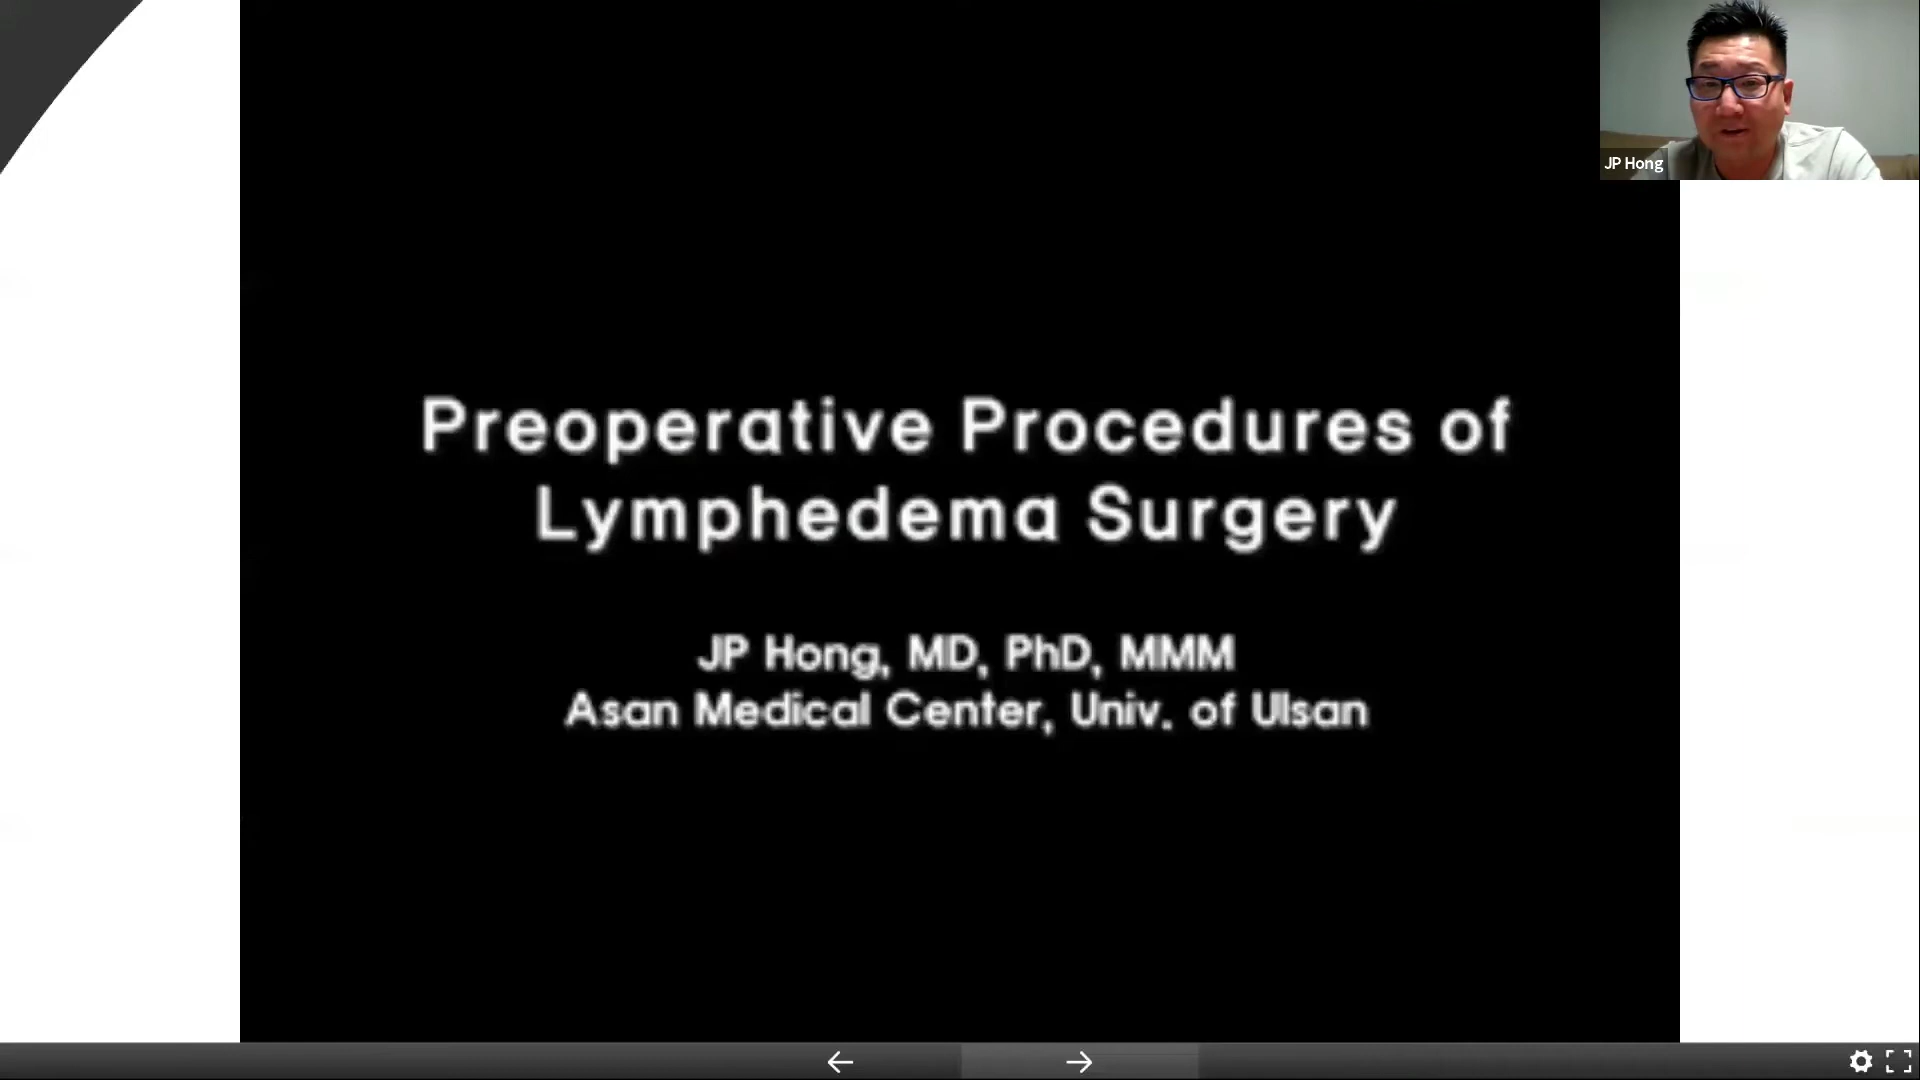 JP Hong
Preoperative Procedures of
Lymphedema Surgery
JP Hong, MD, PhD, MMM
Asan Medical Center, Univ. of Ulsan